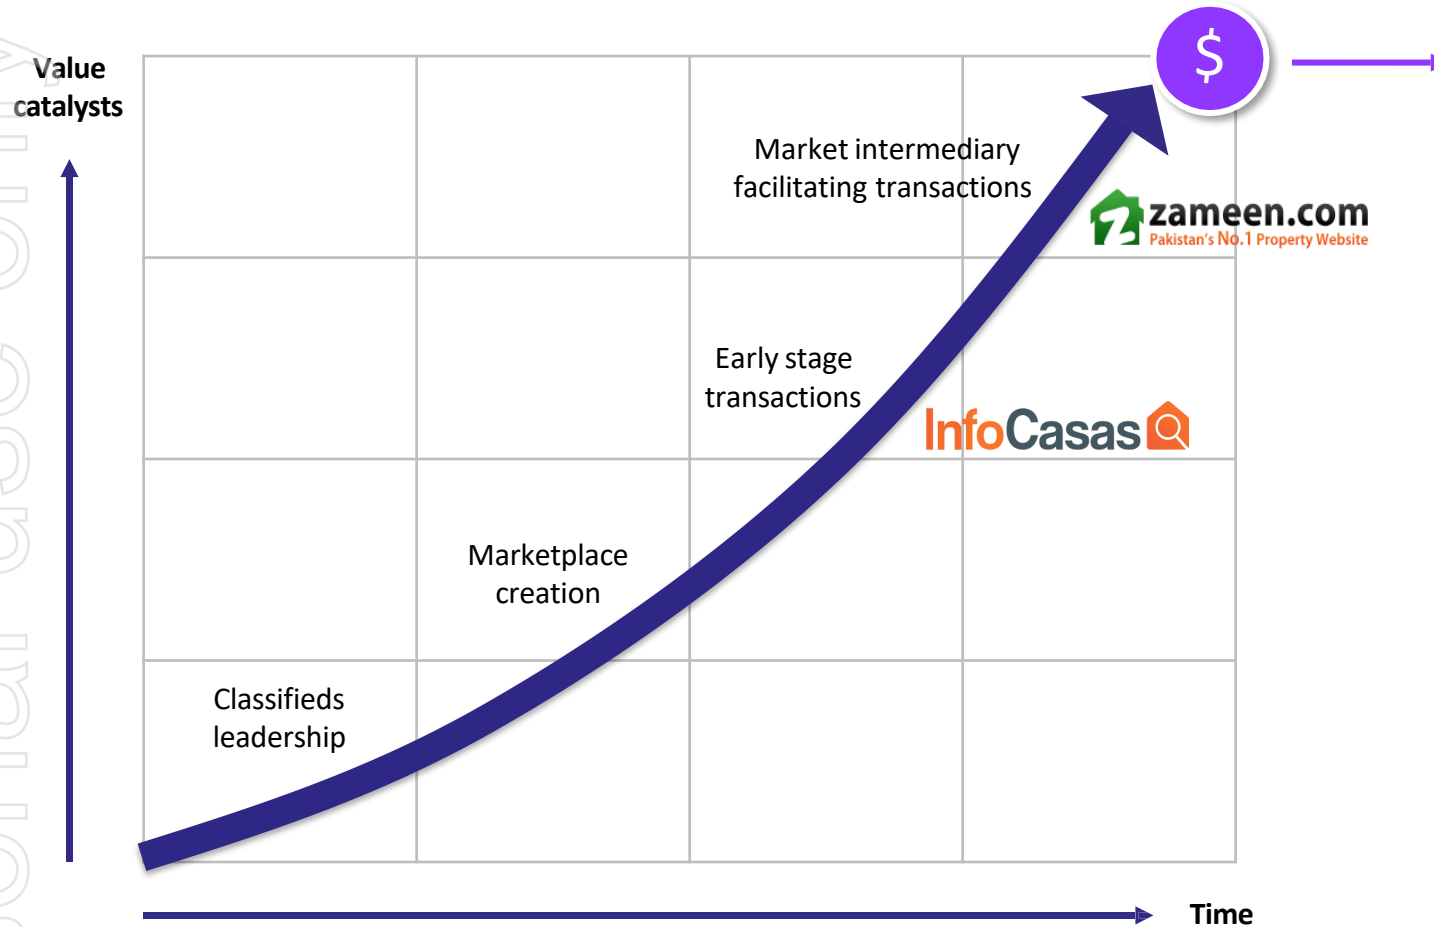 Value
catalysts
$
Market intermediary
facilitating transactions
zameen.com
Pakistan's No.1 Property Website
Early stage
transactions
InfoCasas
Marketplace
creation
Classifieds
leadership
Time